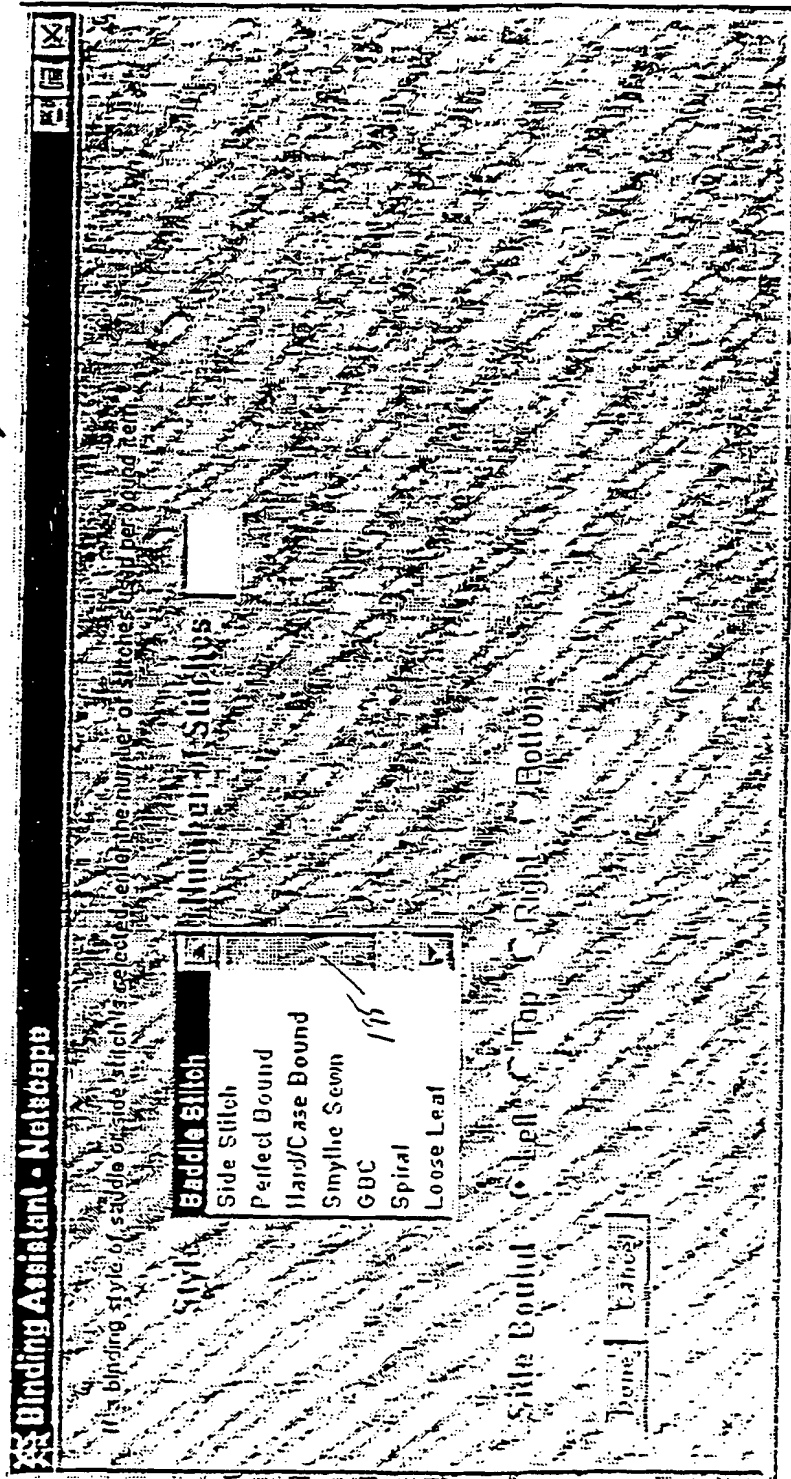 Binding Assistant - Netscape
If a binding style of saddle or side stitch is selected, enter the number of stitches used per bound item.
Style
Saddle Stitch
Side Stitch
Perfect Bound
Hard/Case Bound
Smythe Sewn
GBC
Spiral
Loose Leaf
195
Number of Stitches
Side Bound
Left
Top
Right
Bottom
Done
Cancel